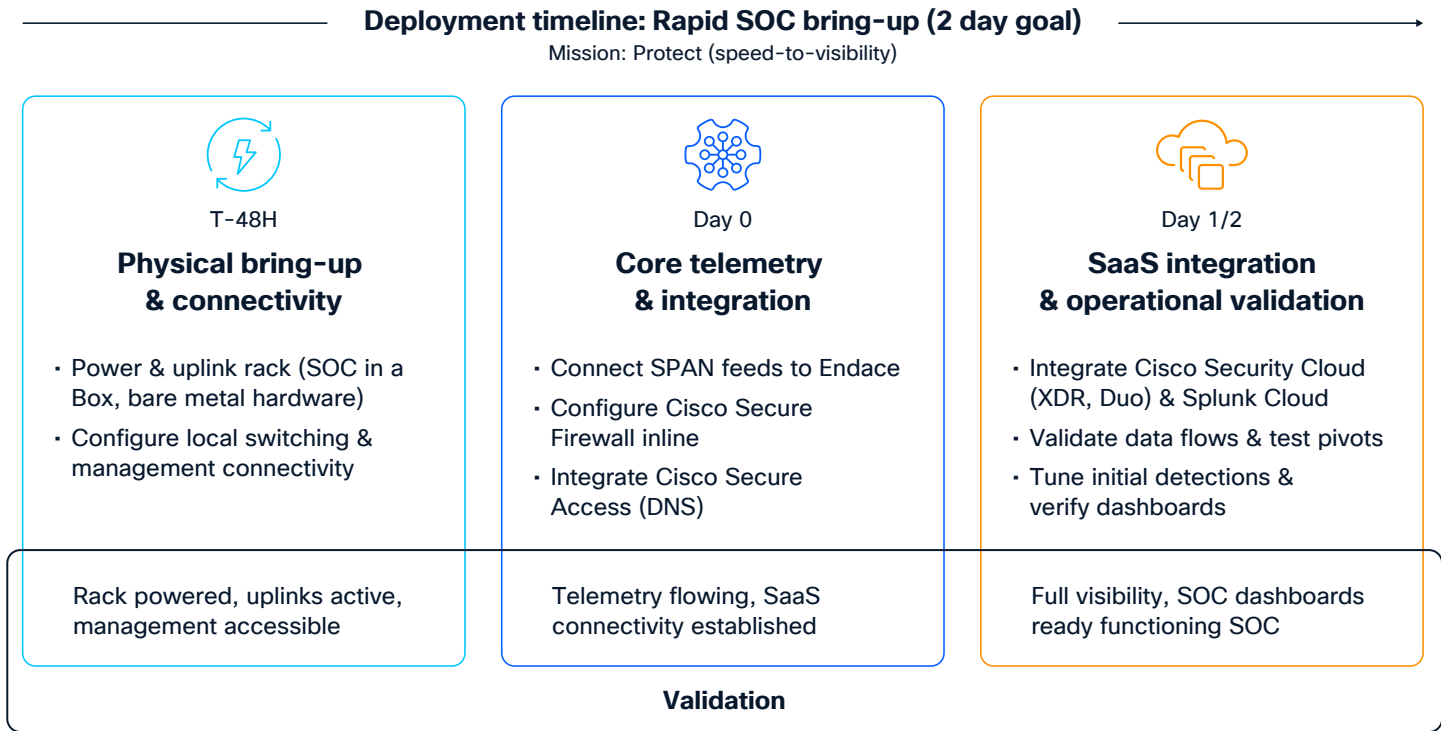 Deployment timeline: Rapid SOC bring-up (2 day goal)
Mission: Protect (speed-to-visibility)
T-48H
Physical bring-up
& connectivity
· Power & uplink rack (SOC in a
Box, bare metal hardware)
· Configure local switching &
management connectivity
Rack powered, uplinks active,
management accessible
Day 0
Core telemetry
& integration
· Connect SPAN feeds to Endace
· Configure Cisco Secure
Firewall inline
· Integrate Cisco Secure
Access (DNS)
Telemetry flowing, SaaS
connectivity established
Day 1/2
SaaS integration
& operational validation
· Integrate Cisco Security Cloud
(XDR, Duo) & Splunk Cloud
· Validate data flows & test pivots
· Tune initial detections &
verify dashboards
Full visibility, SOC dashboards
ready functioning SOC
Validation